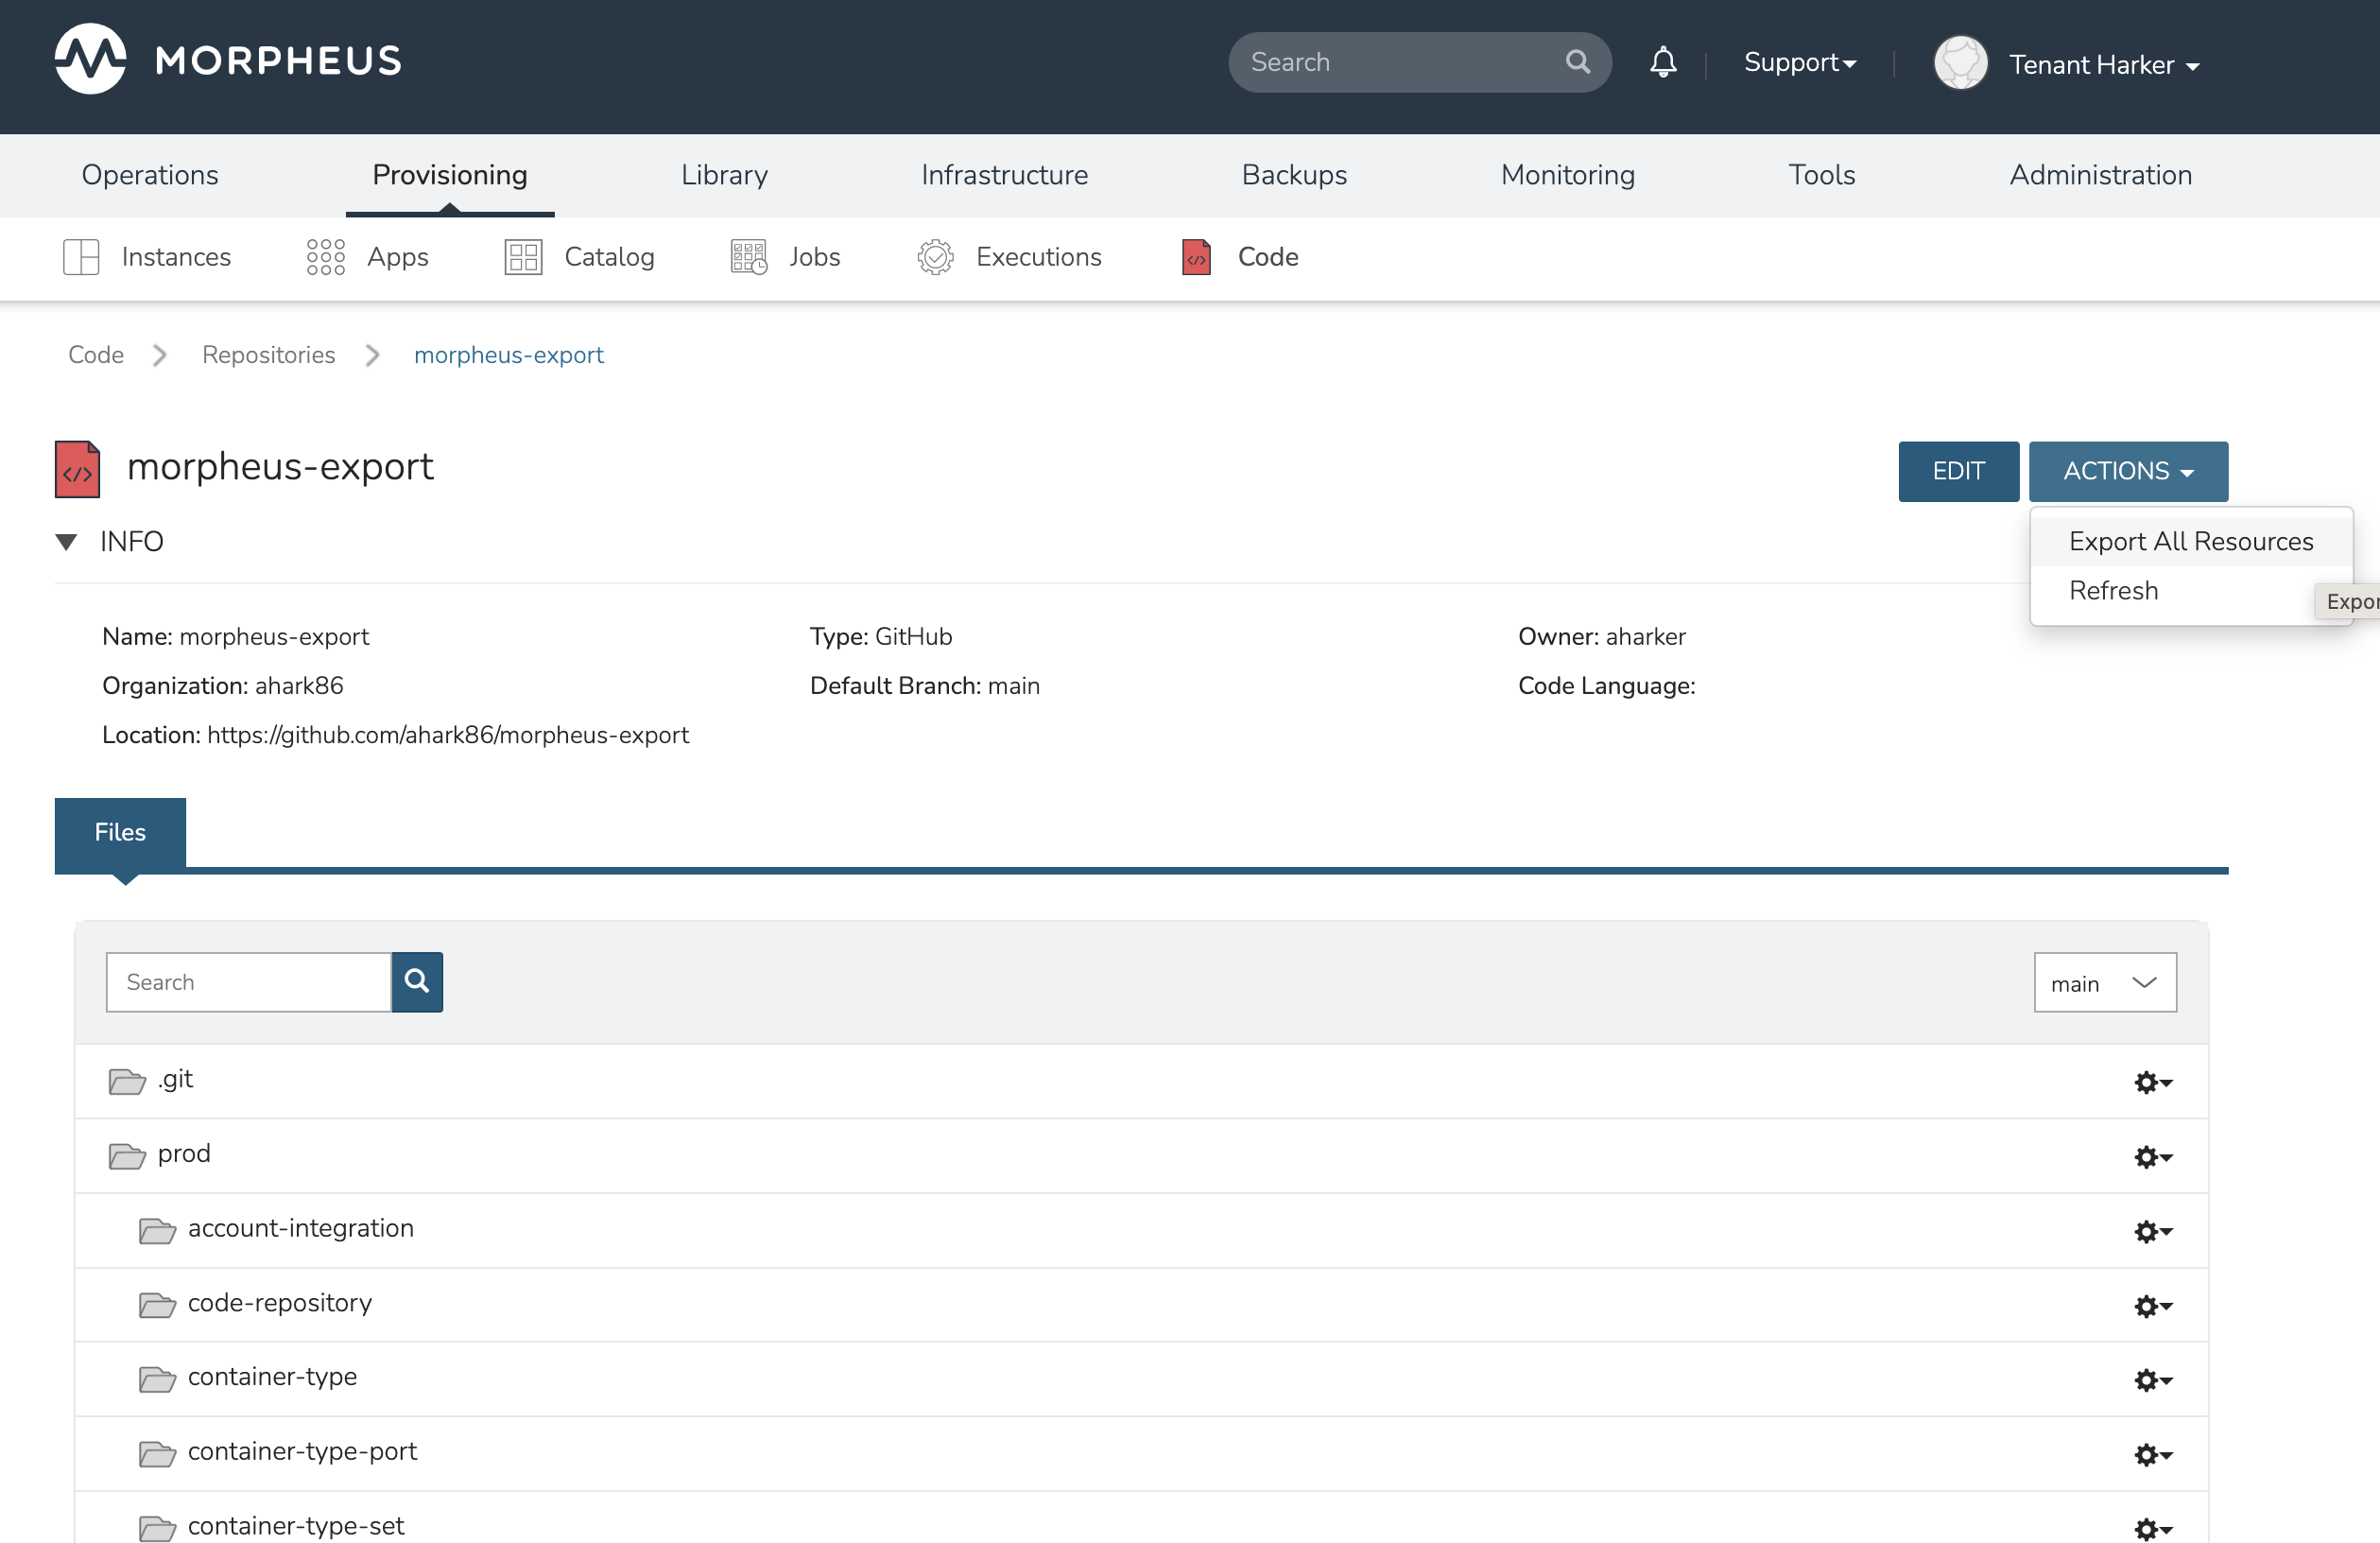 MORPHEUS
Search
Support
Tenant Harker
Operations Provisioning Library Infrastructure Backups Monitoring Tools Administration
Instances Apps Catalog Jobs Executions Code
Code Repositories morpheus-export
morpheus-export
EDIT ACTIONS
Export All Resources
Refresh
INFO
Name: morpheus-export Type: GitHub Owner: aharker
Organization: ahark86 Default Branch: main Code Language:
Location: https://github.com/ahark86/morpheus-export
Files
Search main
.git
prod
account-integration
code-repository
container-type
container-type-port
container-type-set